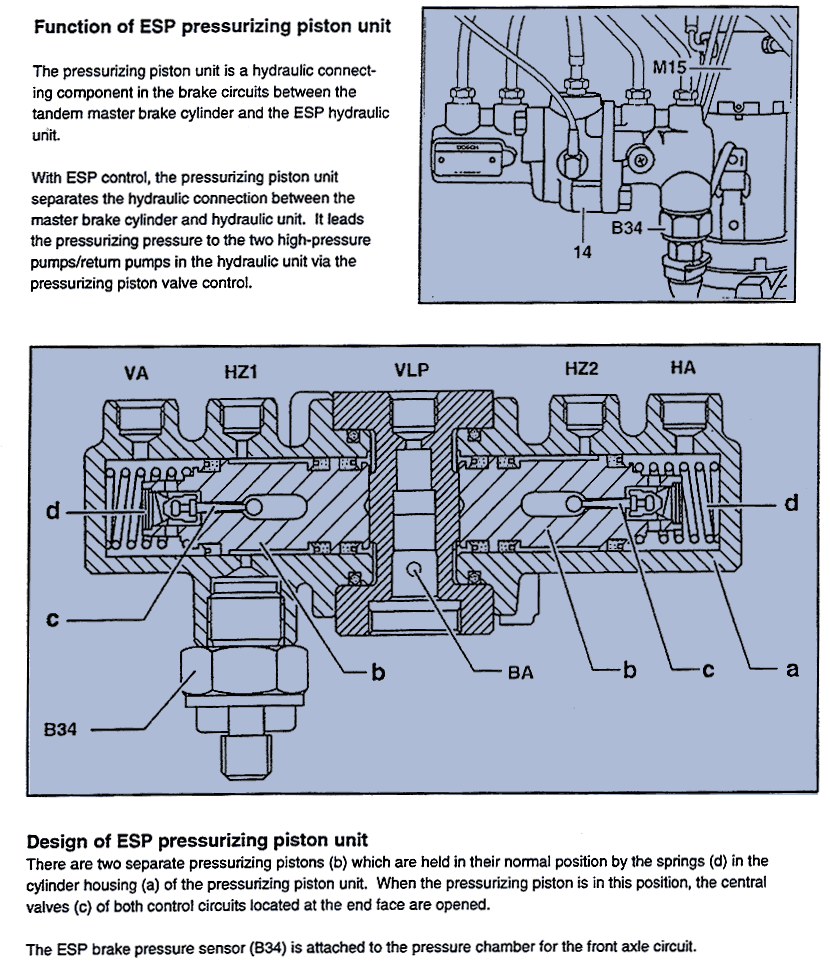 Function of ESP pressurizing piston unit
The pressurizing piston unit is a hydraulic connect-
ing component in the brake circuits between the
tandem master brake cylinder and the ESP hydraulic
unit.
With ESP control, the pressurizing piston unit
separates the hydraulic connection between the
master brake cylinder and hydraulic unit. It leads
the pressurizing pressure to the two high-pressure
pumps/return pumps in the hydraulic unit via the
pressurizing piston valve control.
M15
BOSCH
B34
14
VA HZ1 VLP HZ2 HA
d d
c
b BA b c a
B34
Design of ESP pressurizing piston unit
There are two separate pressurizing pistons (b) which are held in their normal position by the springs (d) in the
cylinder housing (a) of the pressurizing piston unit. When the pressurizing piston is in this position, the central
valves (c) of both control circuits located at the end face are opened.
The ESP brake pressure sensor (B34) is attached to the pressure chamber for the front axle circuit.